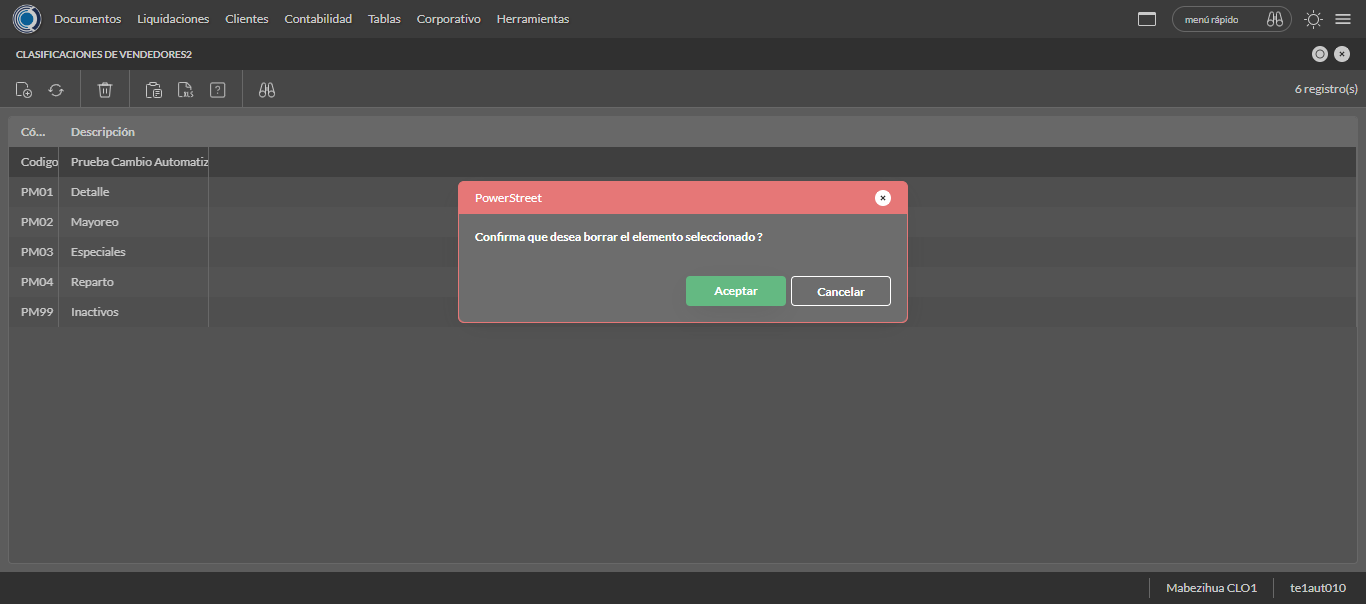 Documentos Liquidaciones Clientes Contabilidad Tablas Corporativo Herramientas menú rápido
CLASIFICACIONES DE VENDEDORES2
XLS ? 6 registro(s)
Có... Descripción
Codigo Prueba Cambio Automatiz
PM01 Detalle
PM02 Mayoreo
PM03 Especiales
PM04 Reparto
PM99 Inactivos
PowerStreet
Confirma que desea borrar el elemento seleccionado ?
Aceptar Cancelar
Mabezihua CLO1 te1aut010